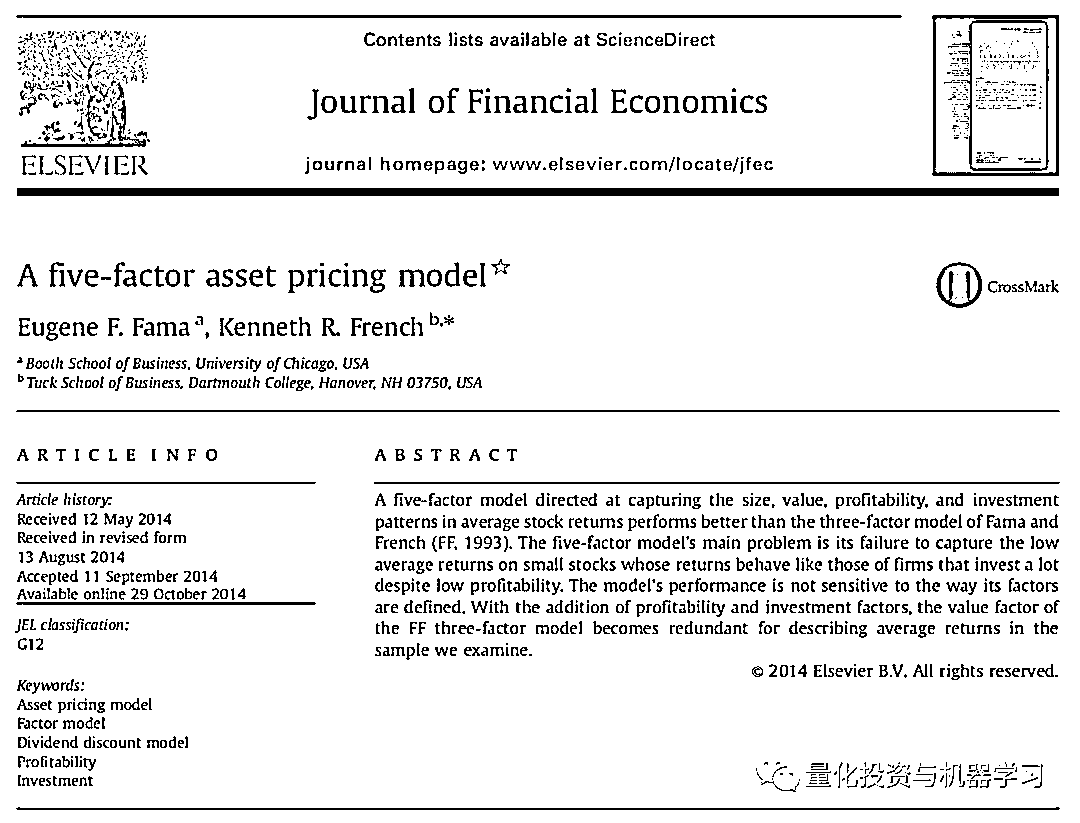 Contents lists available at ScienceDirect
Journal of Financial Economics
journal homepage: www.elsevier.com/locate/jfec
ELSEVIER
A five-factor asset pricing model☆
Eugene F. Fama a, Kenneth R. French b,*
CrossMark
a Booth School of Business, University of Chicago, USA
b Tuck School of Business, Dartmouth College, Hanover, NH 03750, USA
ARTICLE INFO
Article history:
Received 12 May 2014
Received in revised form
13 August 2014
Accepted 11 September 2014
Available online 29 October 2014
JEL classification:
G12
Keywords:
Asset pricing model
Factor model
Dividend discount model
Profitability
Investment
ABSTRACT
A five-factor model directed at capturing the size, value, profitability, and investment
patterns in average stock returns performs better than the three-factor model of Fama and
French (FF, 1993). The five-factor model's main problem is its failure to capture the low
average returns on small stocks whose returns behave like those of firms that invest a lot
despite low profitability. The model's performance is not sensitive to the way its factors
are defined. With the addition of profitability and investment factors, the value factor of
the FF three-factor model becomes redundant for describing average returns in the
sample we examine.
© 2014 Elsevier B.V. All rights reserved.
量化投资与机器学习